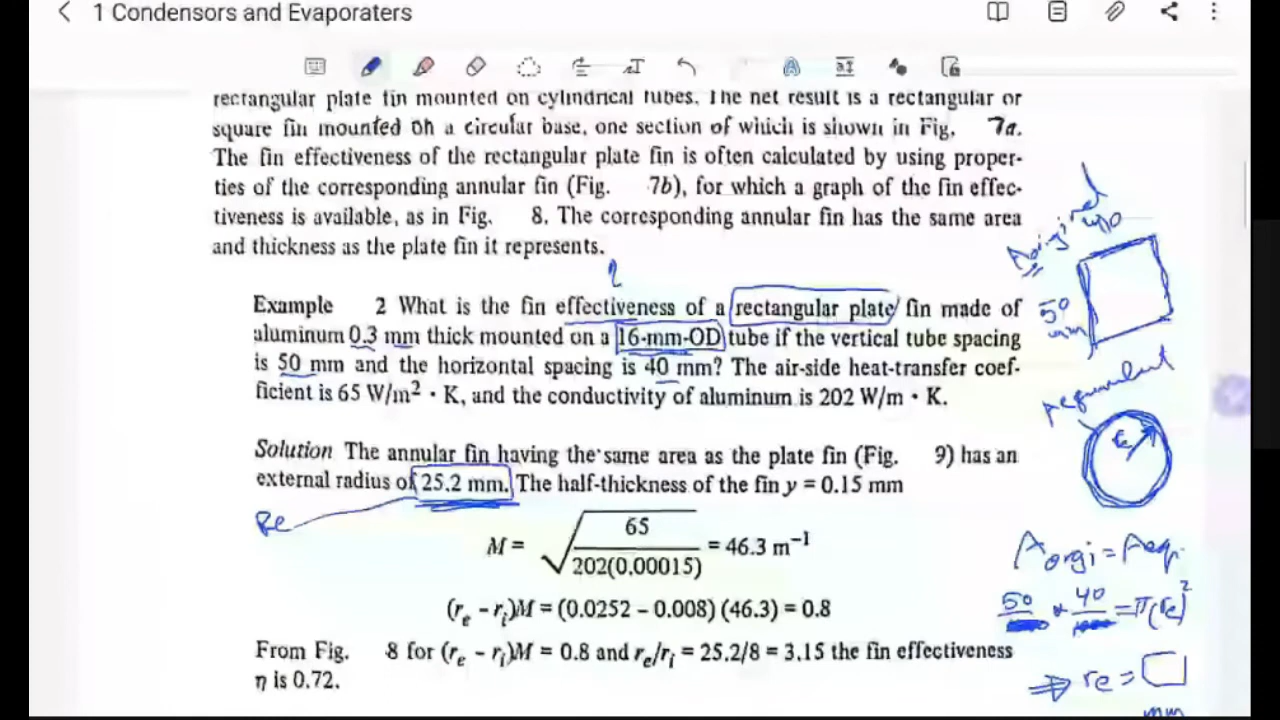 1 Condensors and Evaporaters
rectangular plate fin mounted on cylindrical tubes. The net result is a rectangular or
square fin mounted on a circular base, one section of which is shown in Fig. 7a.
The fin effectiveness of the rectangular plate fin is often calculated by using proper-
ties of the corresponding annular fin (Fig. 7b), for which a graph of the fin effec-
tiveness is available, as in Fig. 8. The corresponding annular fin has the same area
and thickness as the plate fin it represents.
η
Example 2 What is the fin effectiveness of a rectangular plate fin made of
aluminum 0.3 mm thick mounted on a 16-mm-OD tube if the vertical tube spacing
is 50 mm and the horizontal spacing is 40 mm? The air-side heat-transfer coef-
ficient is 65 W/m² · K, and the conductivity of aluminum is 202 W/m · K.
Solution The annular fin having the same area as the plate fin (Fig. 9) has an
external radius of 25.2 mm. The half-thickness of the fin y = 0.15 mm
Re
M = √ 65 / 202(0.00015) = 46.3 m⁻¹
(rₑ – rᵢ)M = (0.0252 – 0.008) (46.3) = 0.8
From Fig. 8 for (rₑ – rᵢ)M = 0.8 and rₑ/rᵢ = 25.2/8 = 3.15 the fin effectiveness
η is 0.72.
40
50
mm
re
A orgi = A eq.
50 * 40 = π(re)²
⇒ re =
mm